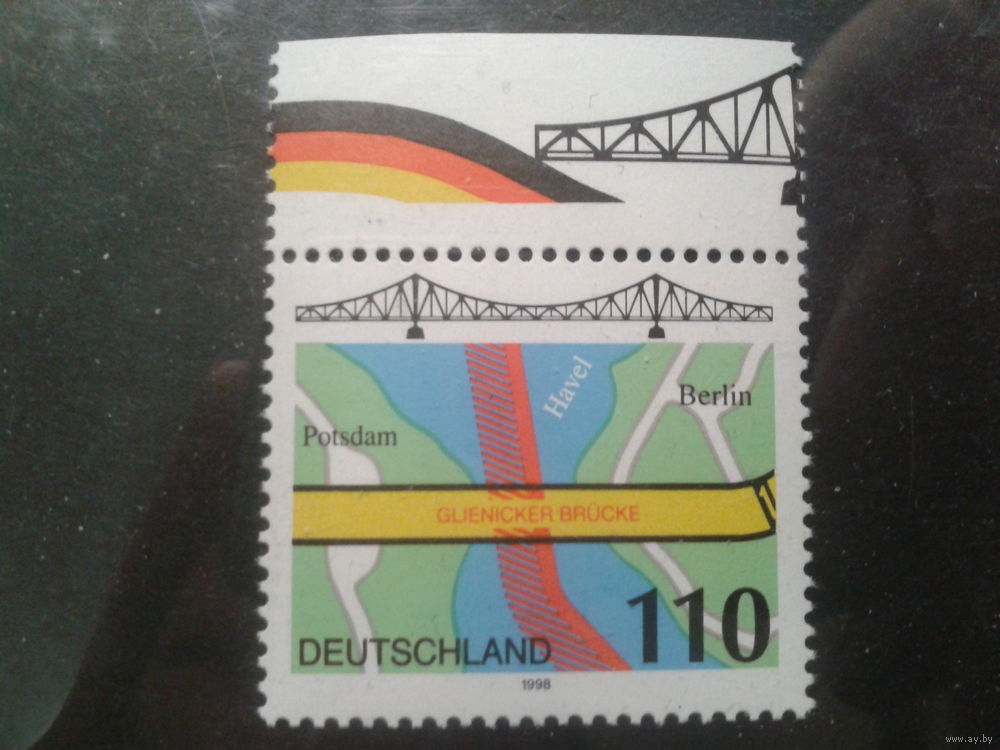 Havel
Berlin
Potsdam
GLIENICKER BRÜCKE
110
DEUTSCHLAND
1998
www.ay.by